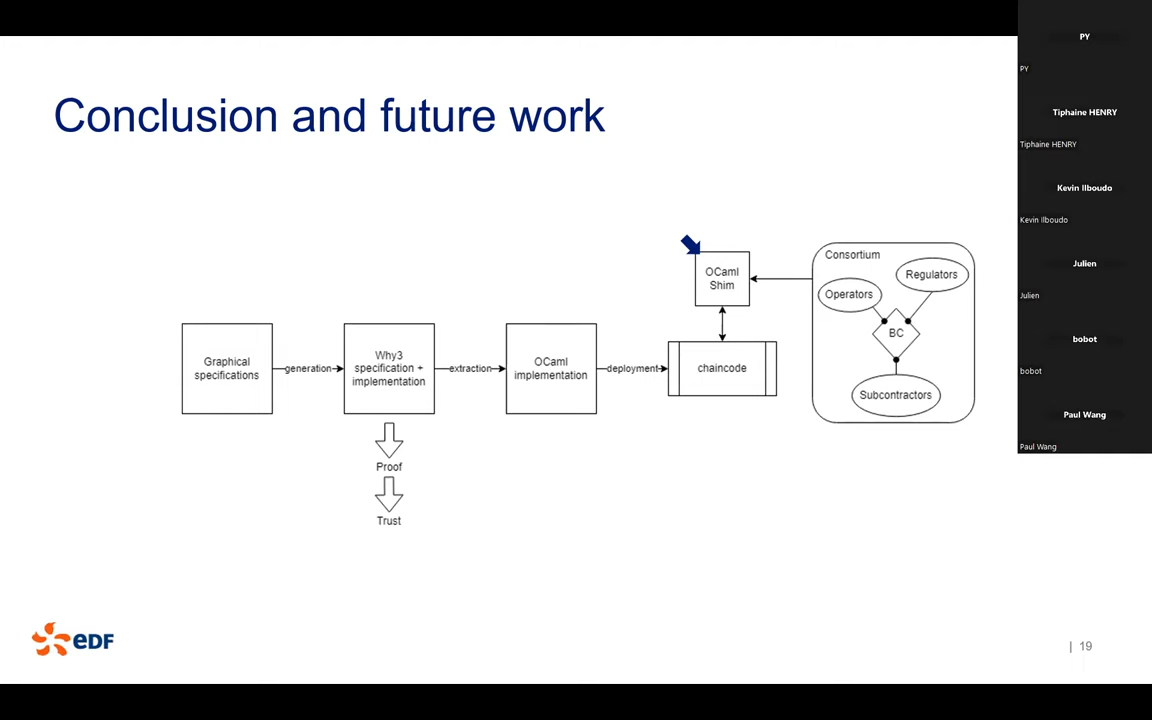 Conclusion and future work
Graphical
specifications
generation
Why3
specification +
implementation
extraction
OCaml
implementation
deployment
chaincode
OCaml
Shim
Consortium
Operators
Regulators
BC
Subcontractors
Proof
Trust
eDF
| 19
PY
PY
Tiphaine HENRY
Tiphaine HENRY
Kevin Ilboudo
Kevin Ilboudo
Julien
Julien
bobot
bobot
Paul Wang
Paul Wang